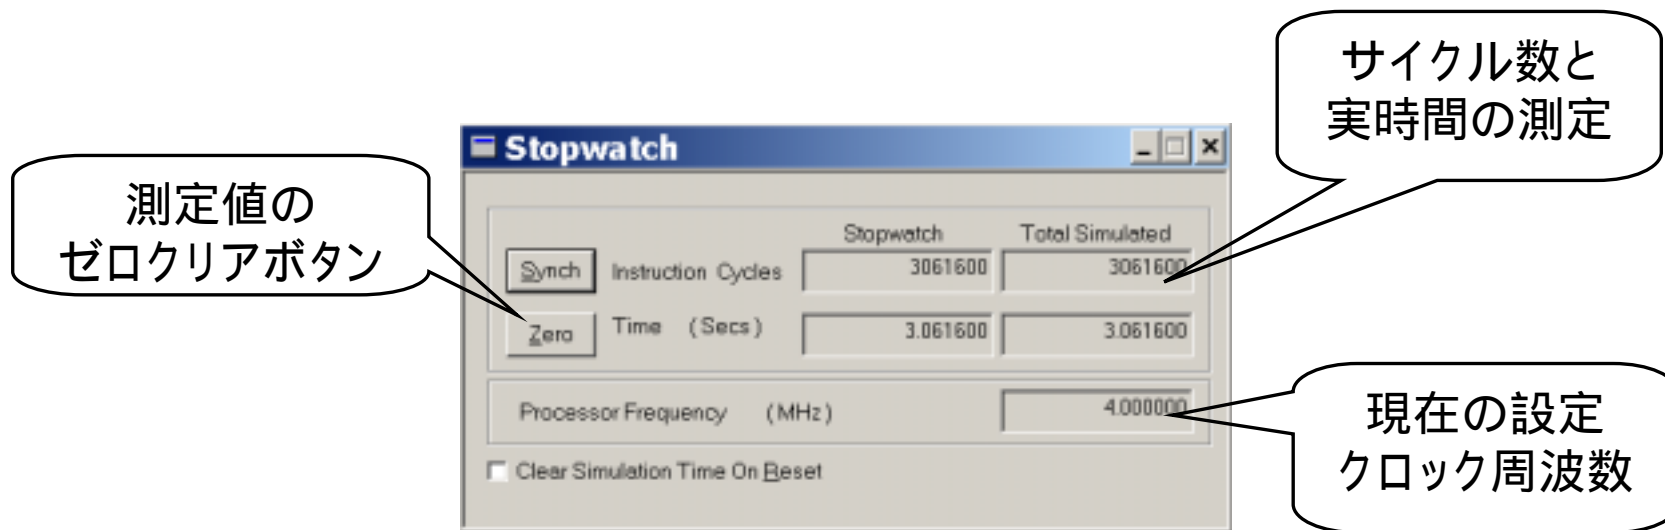 サイクル数と
実時間の測定
Stopwatch
測定値の
ゼロクリアボタン
Stopwatch Total Simulated
Synch Instruction Cycles 3061600 3061600
Zero Time (Secs) 3.061600 3.061600
Processor Frequency (MHz) 4.000000
現在の設定
クロック周波数
Clear Simulation Time On Reset